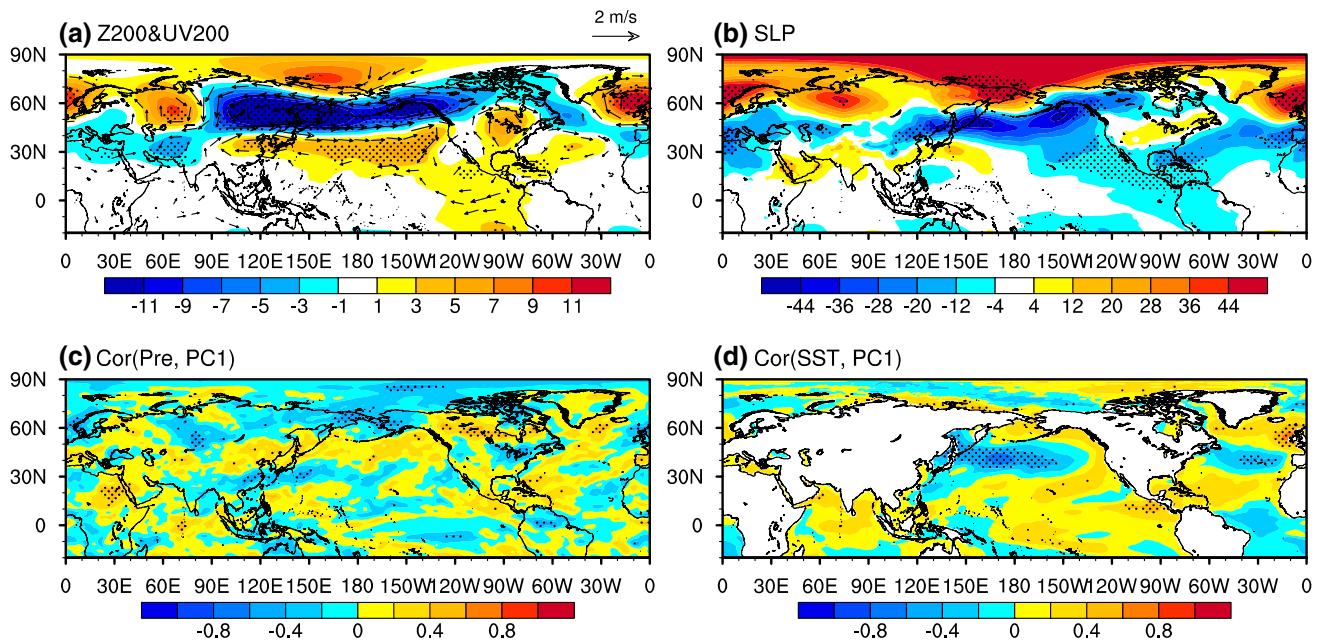 (a) Z200&UV200 2 m/s (b) SLP
90N 90N
60N 60N
30N 30N
0 0
0 30E 60E 90E 120E 150E 180 150W 120W 90W 60W 30W 0 0 30E 60E 90E 120E 150E 180 150W 120W 90W 60W 30W 0
-11 -9 -7 -5 -3 -1 1 3 5 7 9 11 -44 -36 -28 -20 -12 -4 4 12 20 28 36 44
(c) Cor(Pre, PC1) (d) Cor(SST, PC1)
90N 90N
60N 60N
30N 30N
0 0
0 30E 60E 90E 120E 150E 180 150W 120W 90W 60W 30W 0 0 30E 60E 90E 120E 150E 180 150W 120W 90W 60W 30W 0
-0.8 -0.4 0 0.4 0.8 -0.8 -0.4 0 0.4 0.8